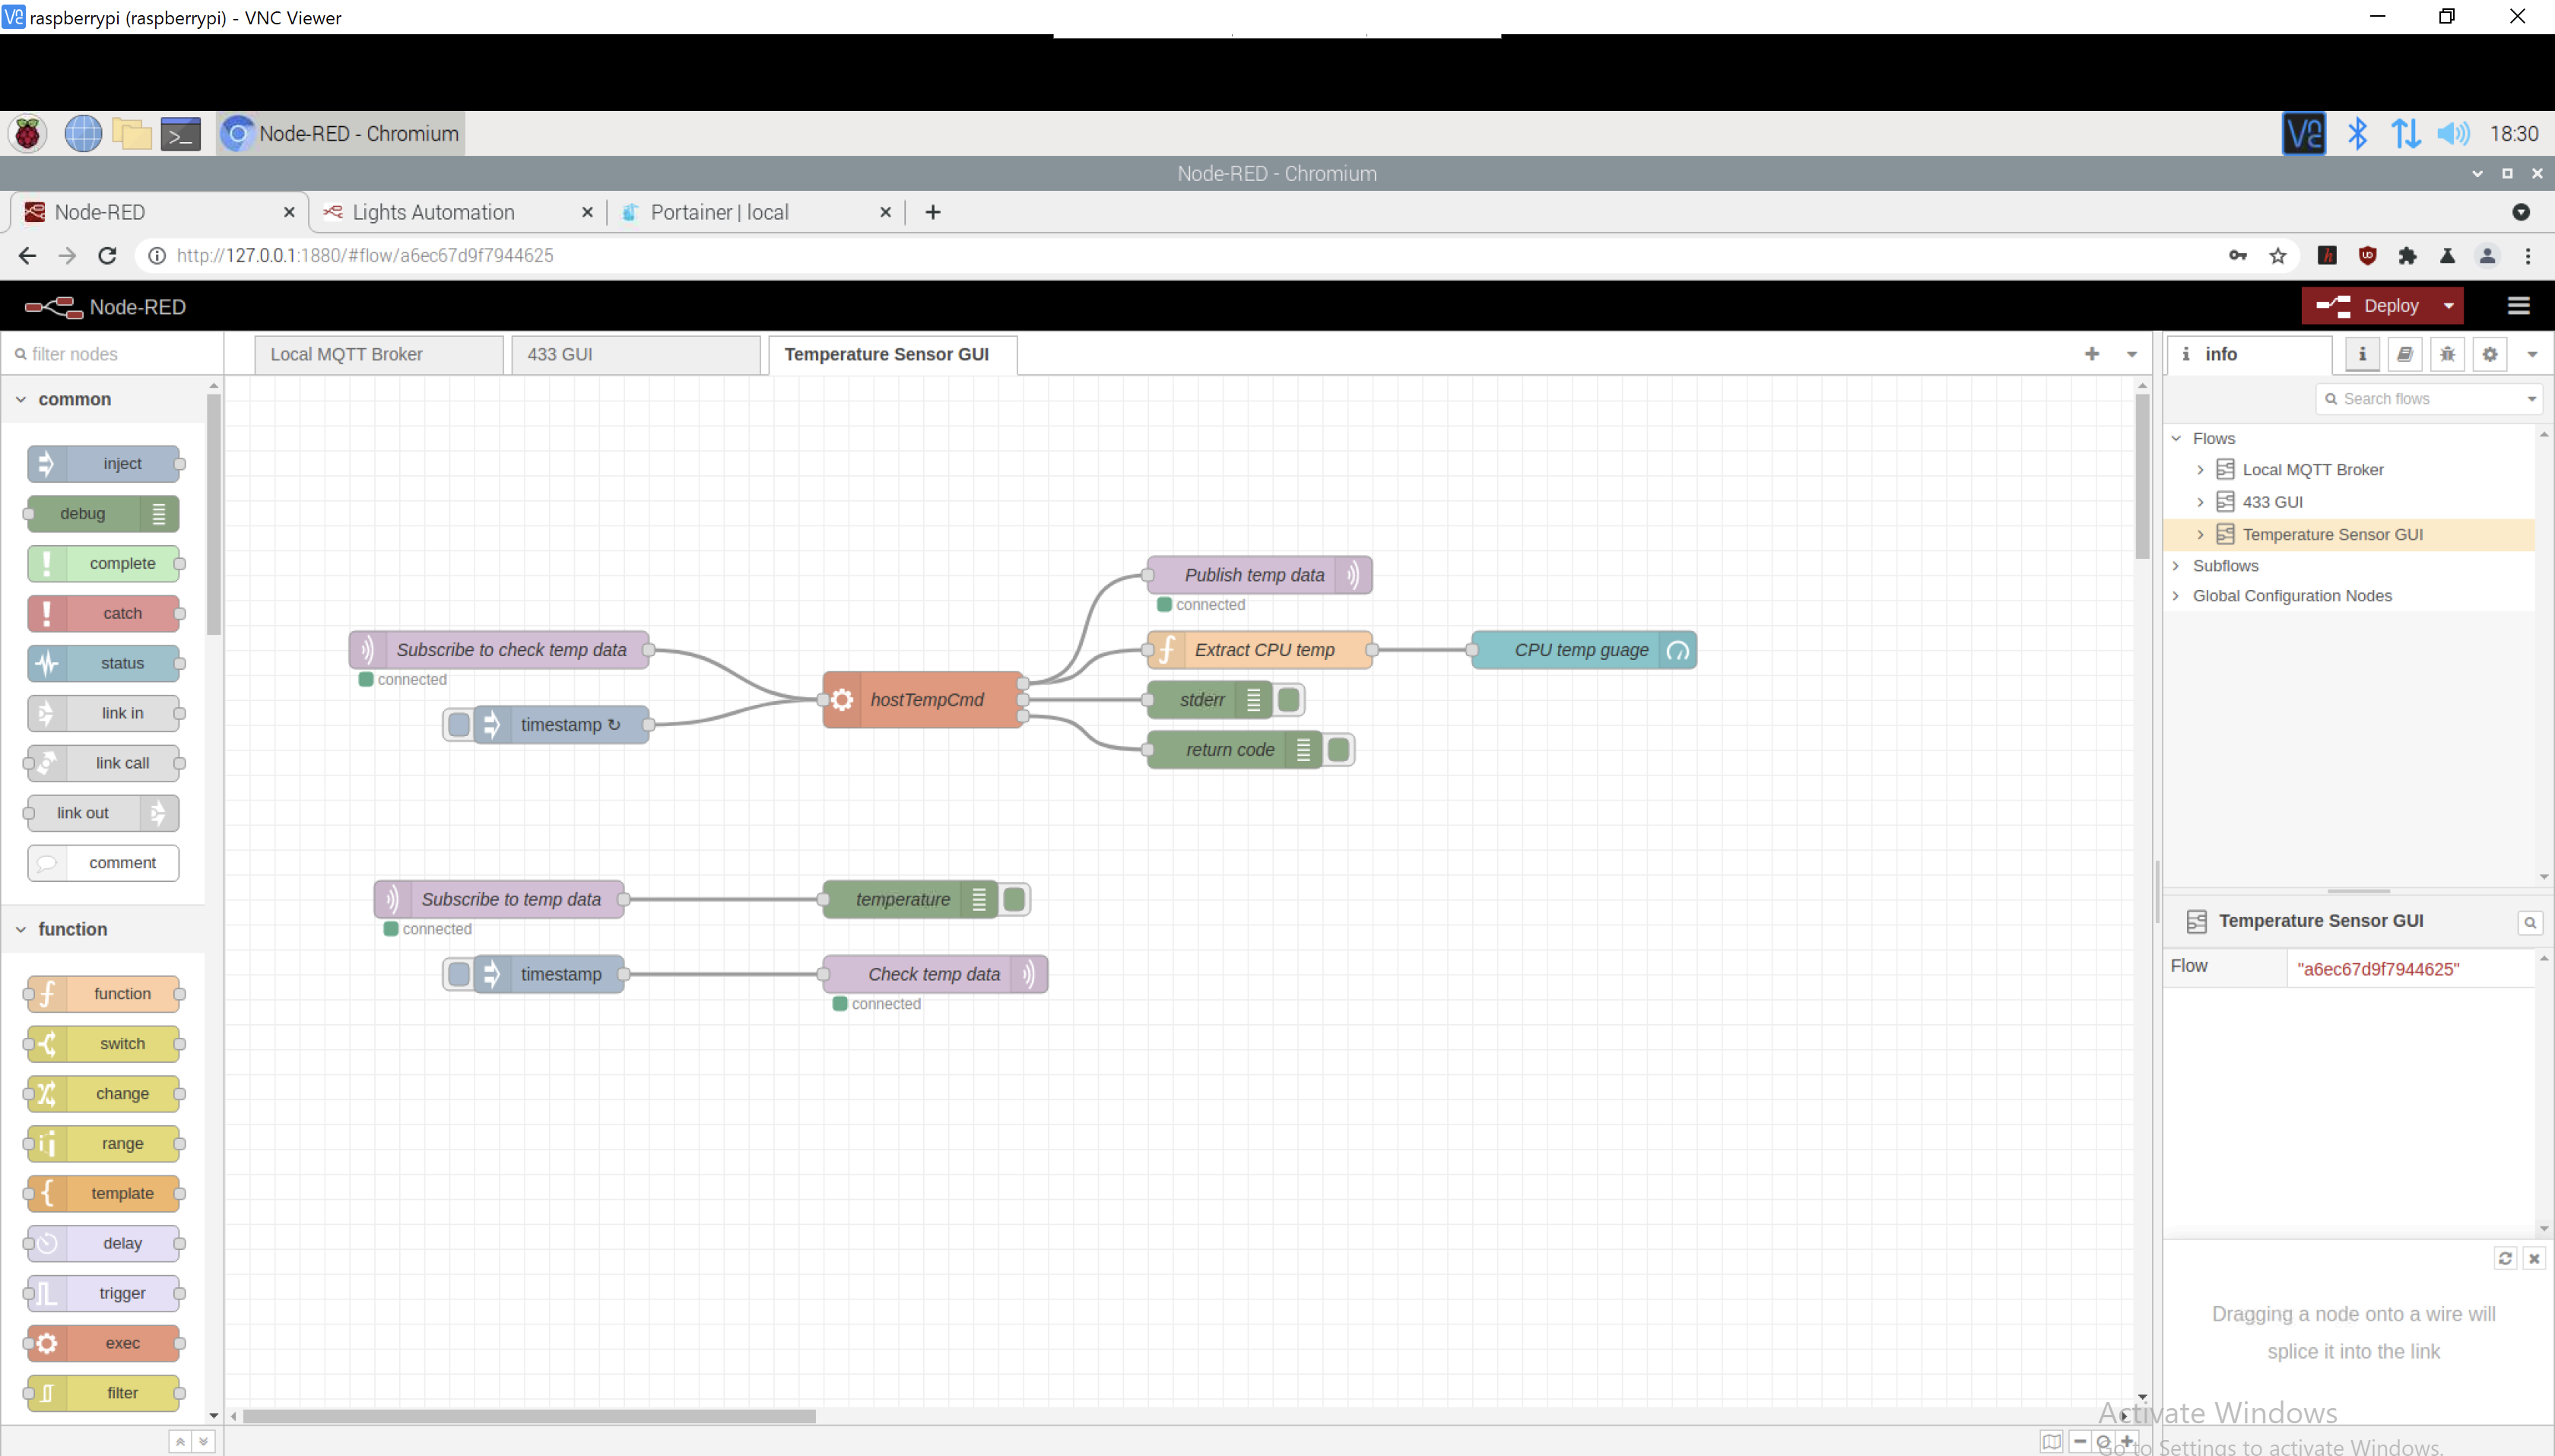 raspberrypi (raspberrypi) - VNC Viewer
Node-RED - Chromium
18:30
Node-RED - Chromium
Node-RED
Lights Automation
Portainer | local
http://127.0.0.1:1880/#flow/a6ec67d9f7944625
Node-RED
Deploy
filter nodes
Local MQTT Broker
433 GUI
Temperature Sensor GUI
info
common
Search flows
inject
debug
complete
catch
status
link in
link call
link out
comment
function
function
switch
change
range
template
delay
trigger
exec
filter
Publish temp data
connected
Subscribe to check temp data
connected
Extract CPU temp
CPU temp guage
hostTempCmd
stderr
timestamp ↻
return code
Subscribe to temp data
connected
temperature
timestamp
Check temp data
connected
Flows
Local MQTT Broker
433 GUI
Temperature Sensor GUI
Subflows
Global Configuration Nodes
Temperature Sensor GUI
Flow
"a6ec67d9f7944625"
Dragging a node onto a wire will
splice it into the link
Activate Windows
Go to Settings to activate Windows.